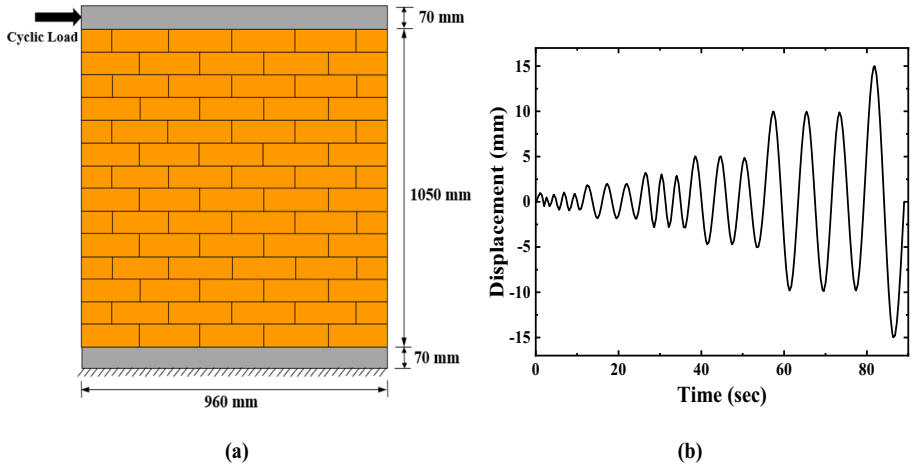 Cyclic Load
70 mm
1050 mm
70 mm
960 mm
(a)
Displacement (mm)
15
10
5
0
-5
-10
-15
0
20
40
60
80
Time (sec)
(b)